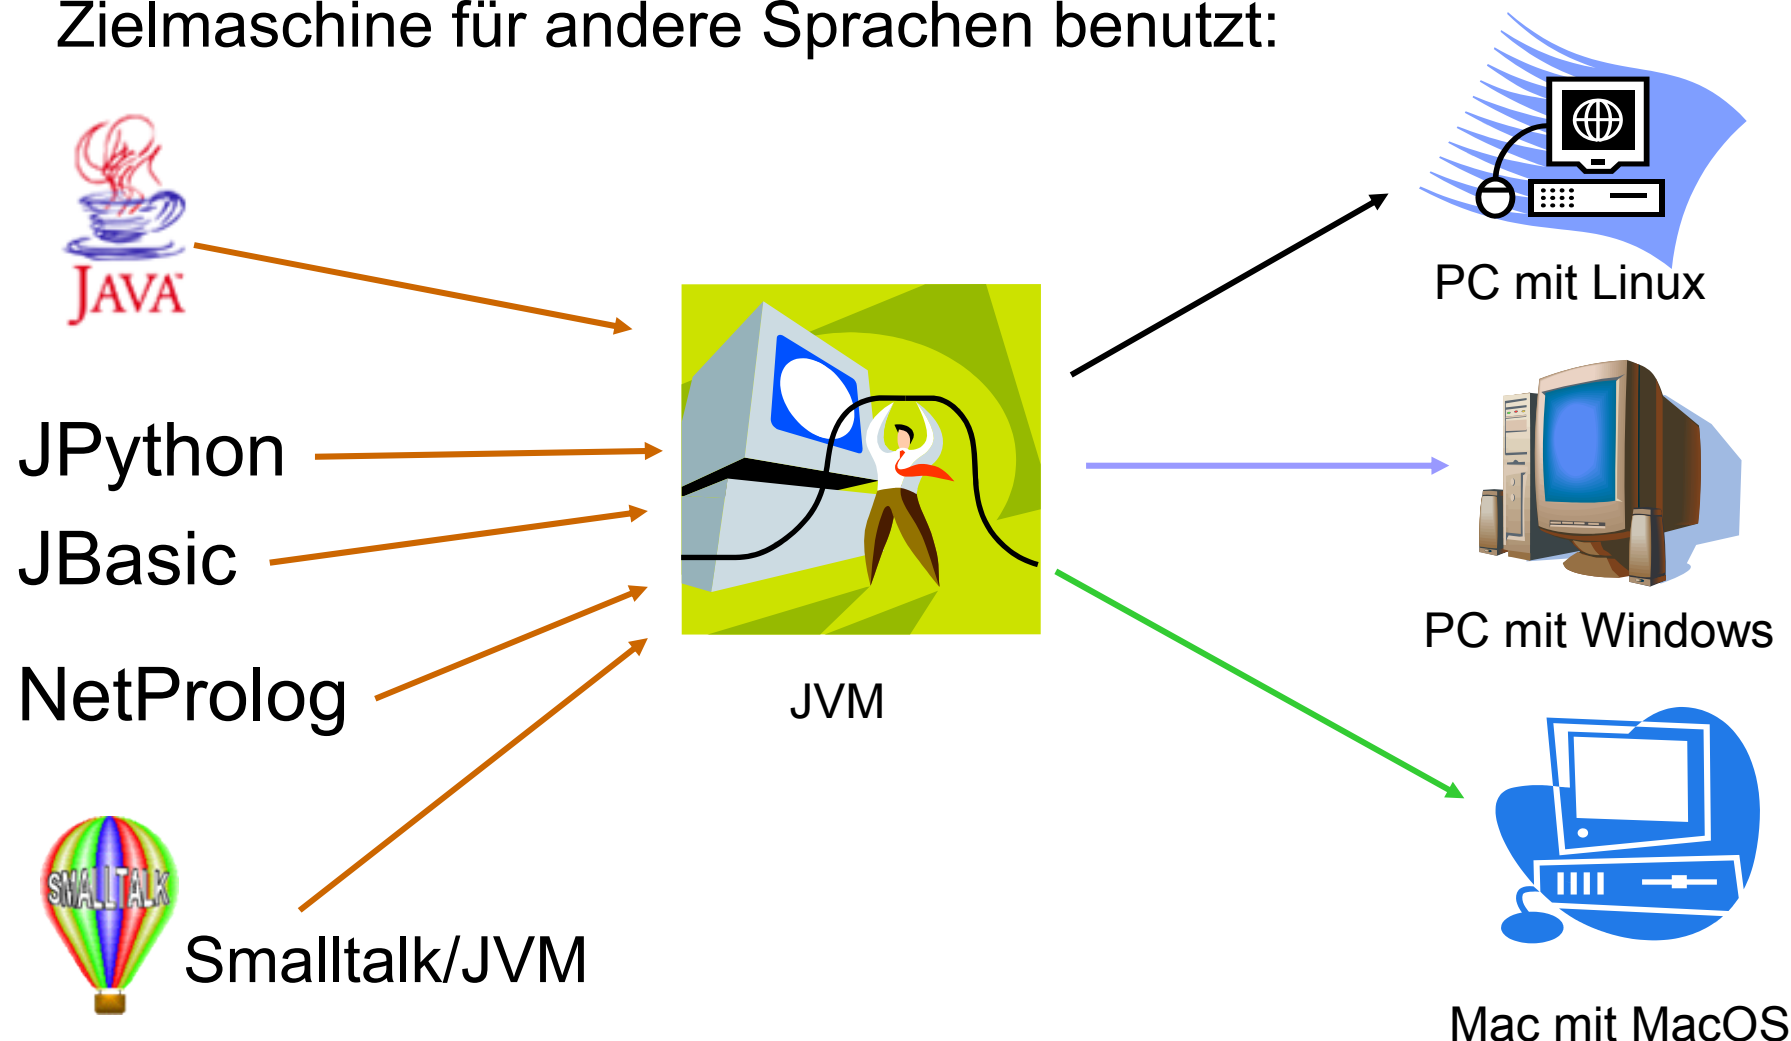 Zielmaschine für andere Sprachen benutzt:
JAVA™
JPython
JBasic
NetProlog
SMALLTALK
Smalltalk/JVM
JVM
PC mit Linux
PC mit Windows
Mac mit MacOS